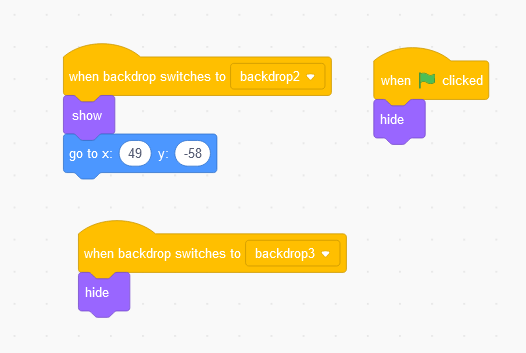 when backdrop switches to backdrop2
show
go to x: 49 y: -58
when clicked
hide
when backdrop switches to backdrop3
hide